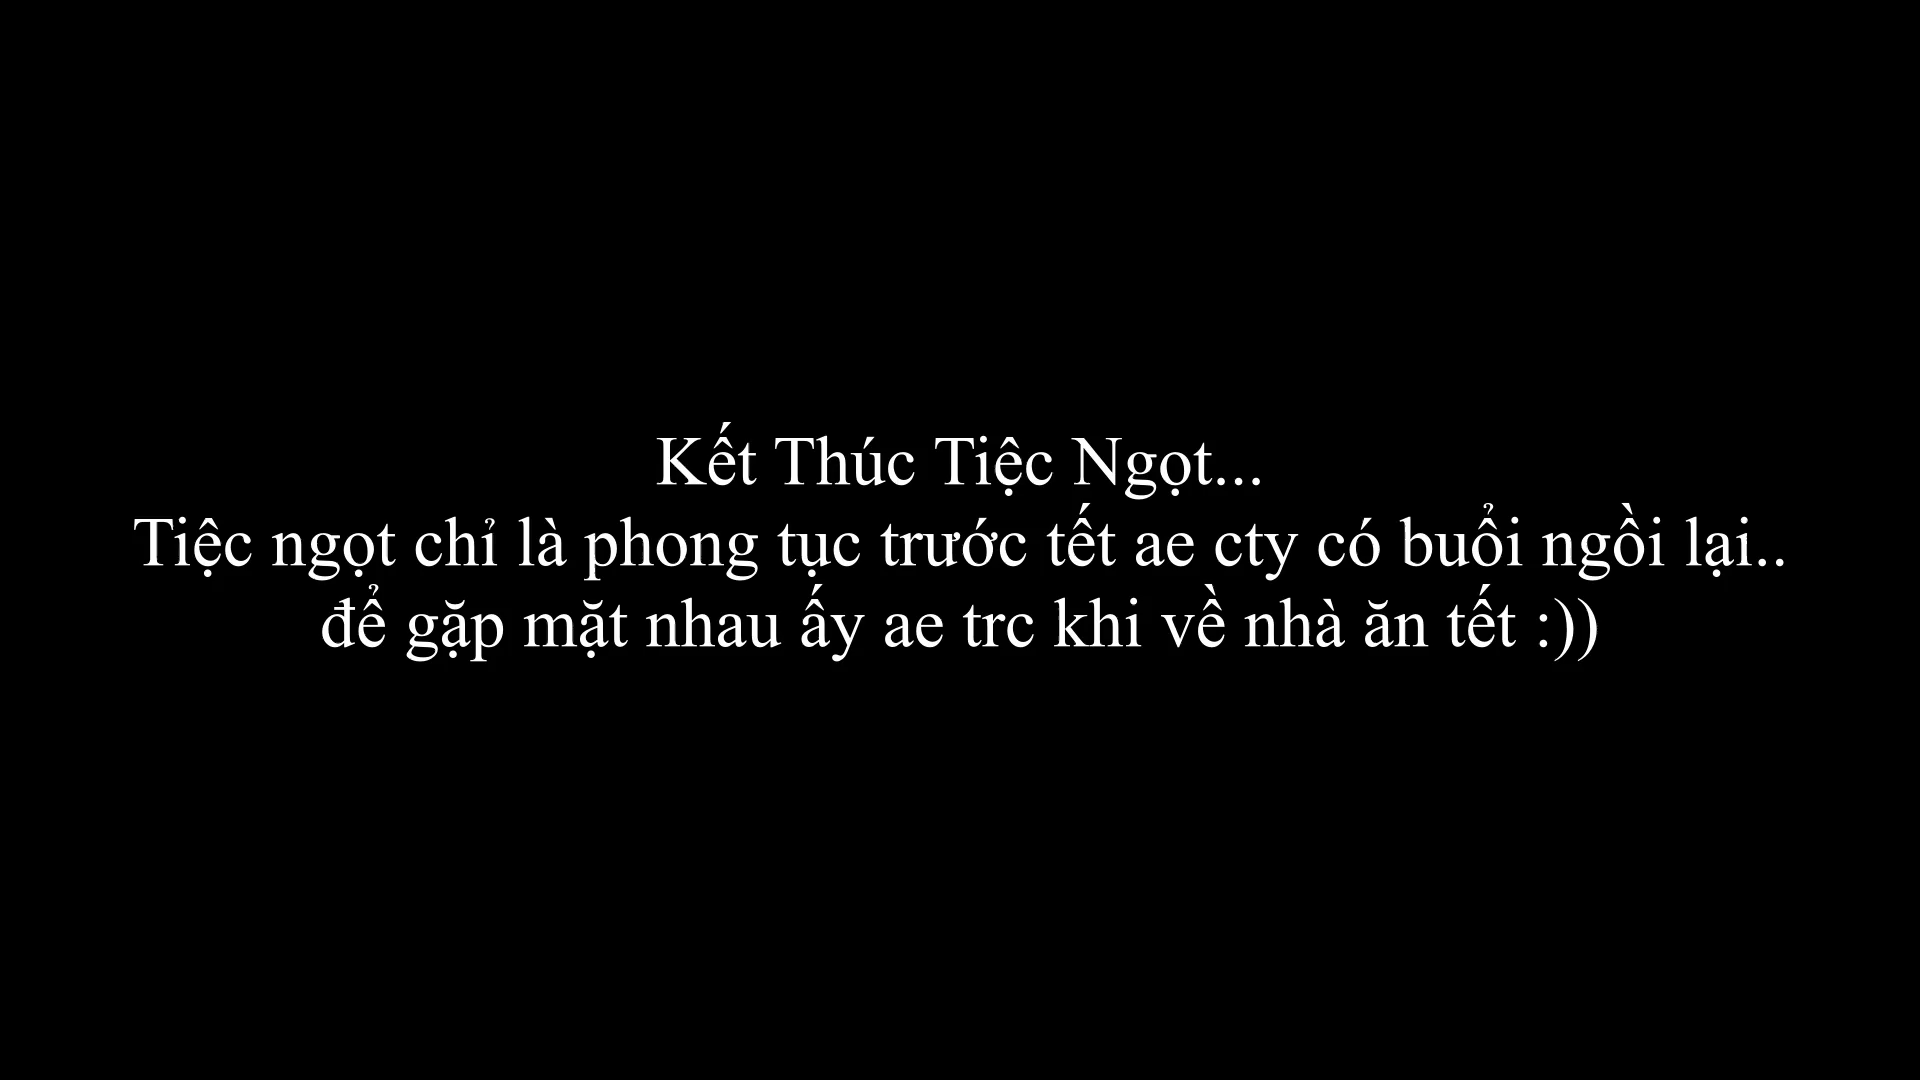 Kết Thúc Tiệc Ngọt...
Tiệc ngọt chỉ là phong tục trước tết ae cty có buổi ngồi lại..
để gặp mặt nhau ấy ae trc khi về nhà ăn tết :))